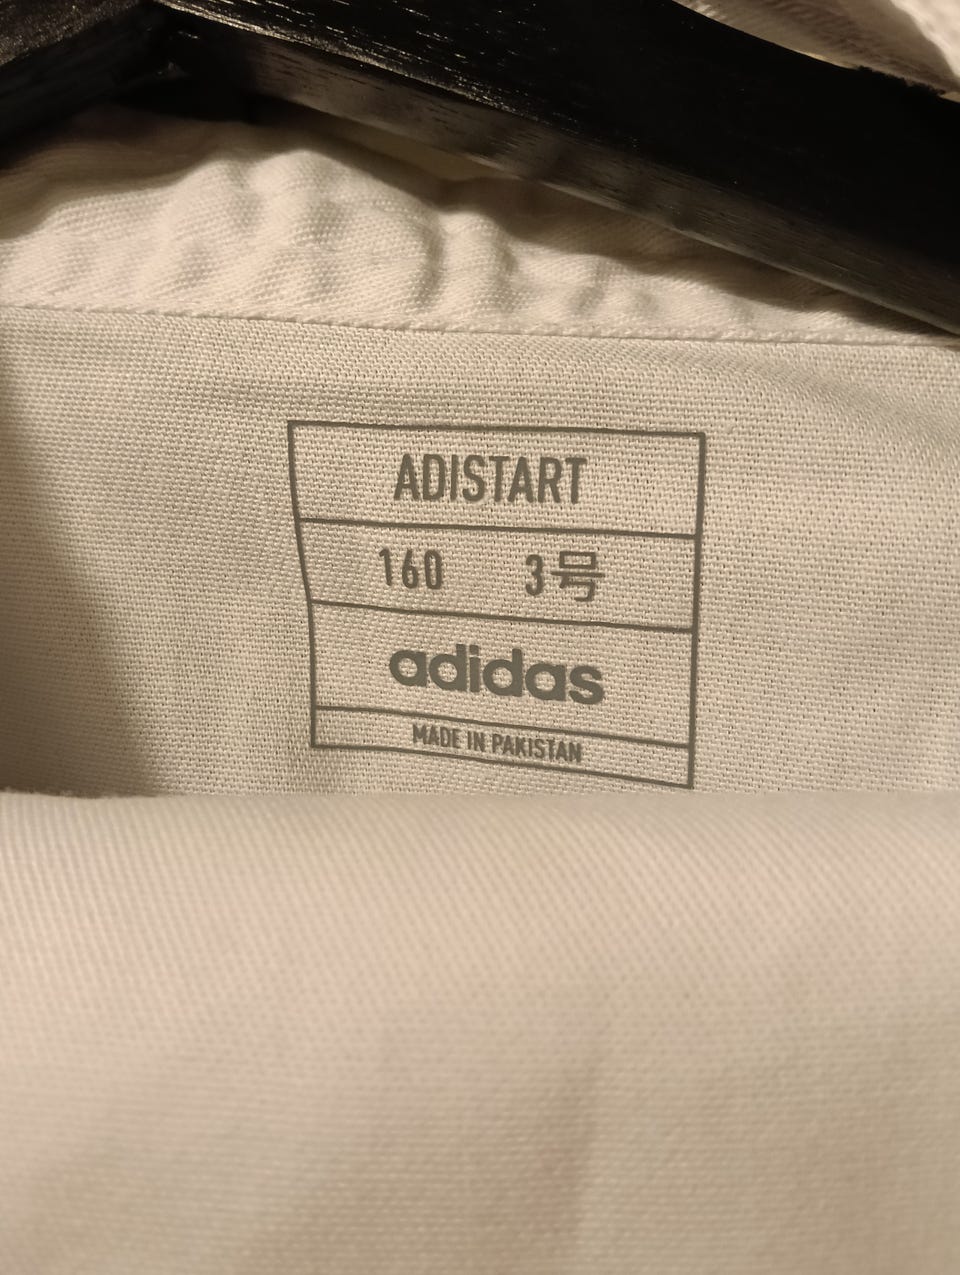 ADISTART
160 3号
adidas
MADE IN PAKISTAN